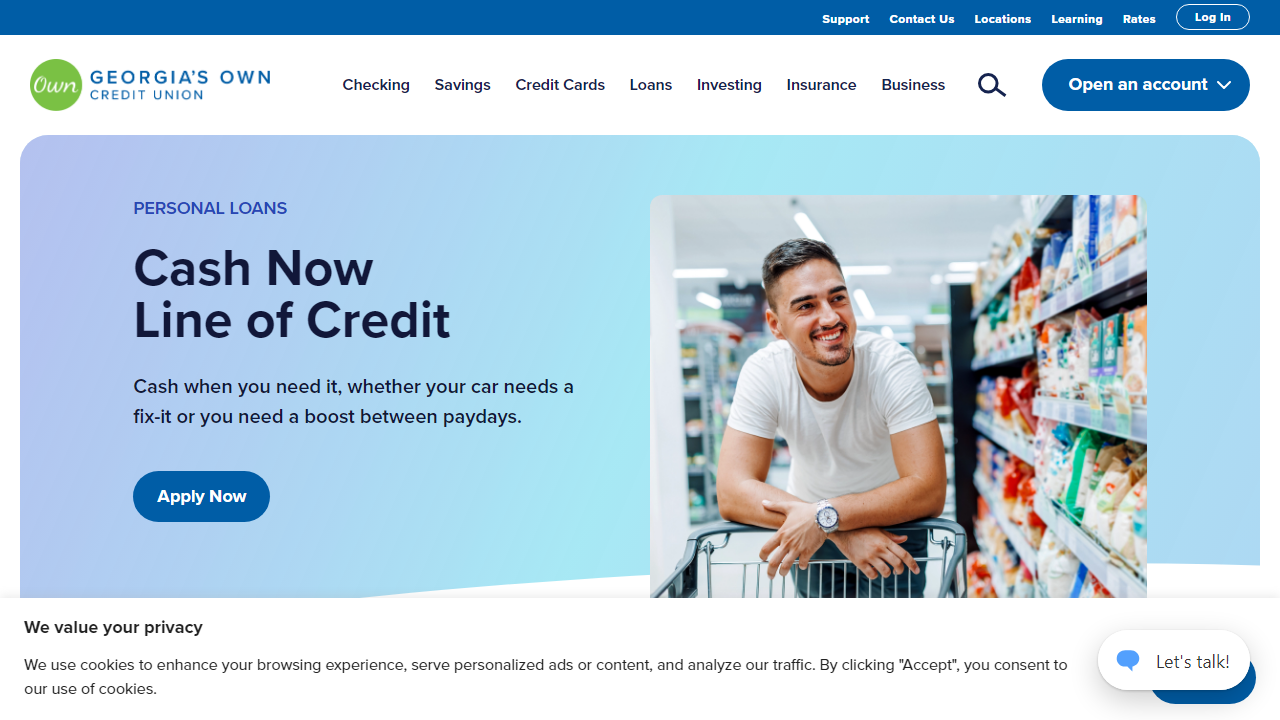 Support Contact Us Locations Learning Rates Log In
Own GEORGIA'S OWN
CREDIT UNION
Checking Savings Credit Cards Loans Investing Insurance Business Open an account
PERSONAL LOANS
Cash Now
Line of Credit
Cash when you need it, whether your car needs a
fix-it or you need a boost between paydays.
Apply Now
We value your privacy
We use cookies to enhance your browsing experience, serve personalized ads or content, and analyze our traffic. By clicking "Accept", you consent to
our use of cookies.
Let's talk!